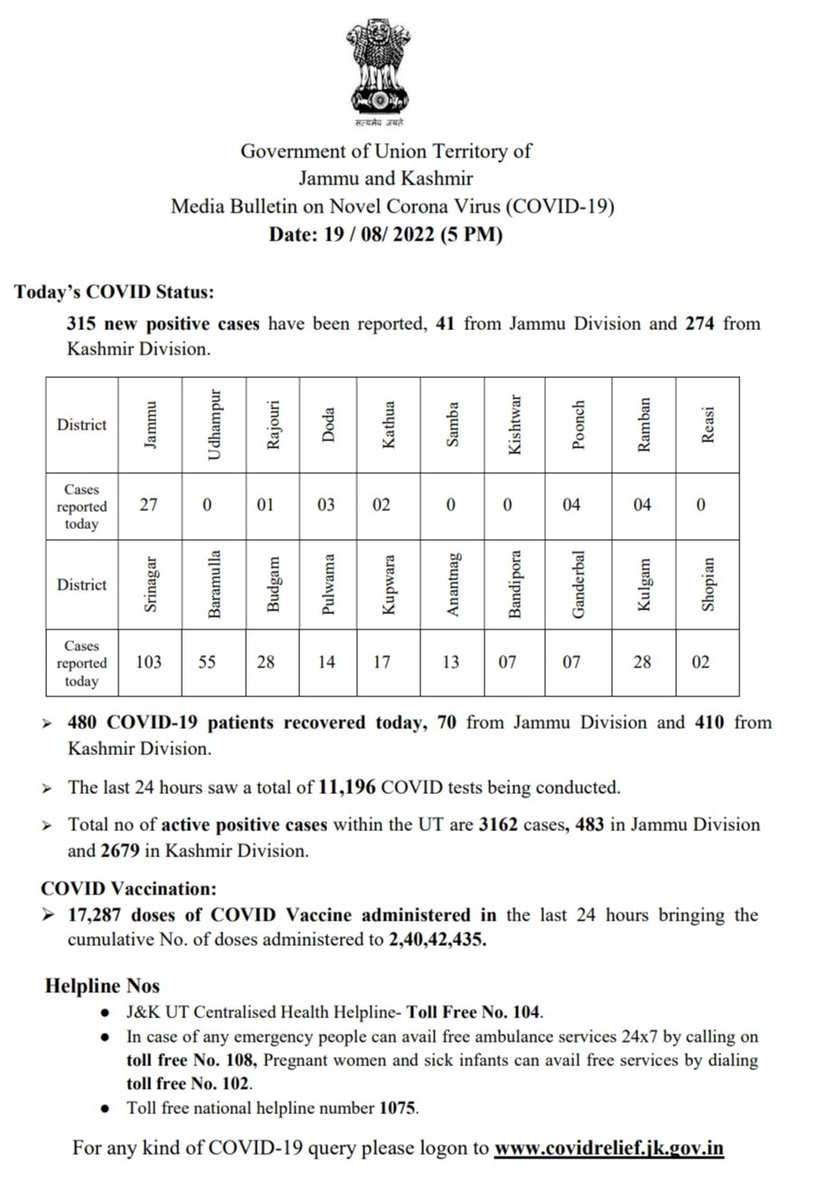 सत्यमेव जयते
Government of Union Territory of
Jammu and Kashmir
Media Bulletin on Novel Corona Virus (COVID-19)
Date: 19 / 08/ 2022 (5 PM)
Today’s COVID Status:
315 new positive cases have been reported, 41 from Jammu Division and 274 from
Kashmir Division.
District Jammu Udhampur Rajouri Doda Kathua Samba Kishtwar Poonch Ramban Reasi
Cases reported today 27 0 01 03 02 0 0 04 04 0
District Srinagar Baramulla Budgam Pulwama Kupwara Anantnag Bandipora Ganderbal Kulgam Shopian
Cases reported today 103 55 28 14 17 13 07 07 28 02
➢ 480 COVID-19 patients recovered today, 70 from Jammu Division and 410 from
Kashmir Division.
➢ The last 24 hours saw a total of 11,196 COVID tests being conducted.
➢ Total no of active positive cases within the UT are 3162 cases, 483 in Jammu Division
and 2679 in Kashmir Division.
COVID Vaccination:
➢ 17,287 doses of COVID Vaccine administered in the last 24 hours bringing the
cumulative No. of doses administered to 2,40,42,435.
Helpline Nos
● J&K UT Centralised Health Helpline- Toll Free No. 104.
● In case of any emergency people can avail free ambulance services 24x7 by calling on
toll free No. 108, Pregnant women and sick infants can avail free services by dialing
toll free No. 102.
● Toll free national helpline number 1075.
For any kind of COVID-19 query please logon to www.covidrelief.jk.gov.in